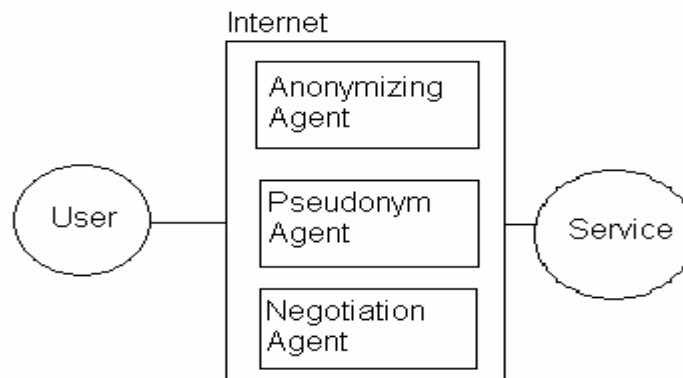 Internet
Anonymizing
Agent
User
Pseudonym
Agent
Service
Negotiation
Agent